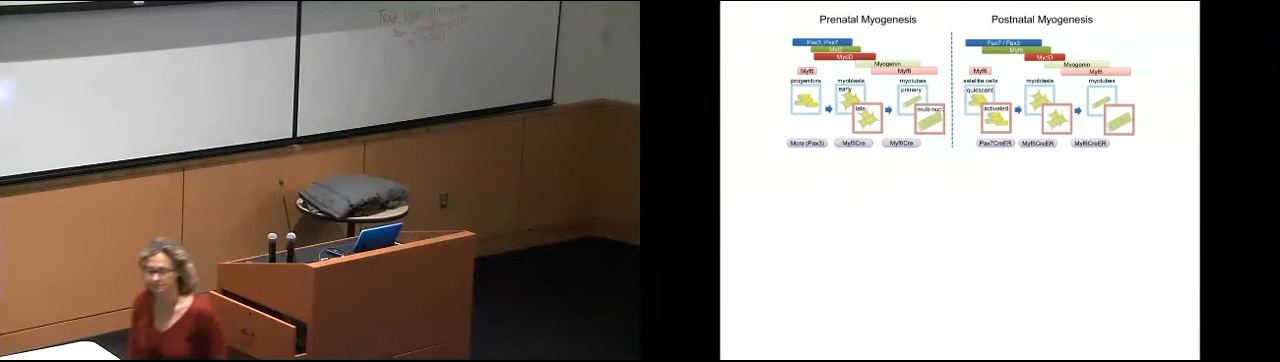 Prenatal Myogenesis
Pax3, Pax7
Myf5
MyoD
Myogenin
Myf6
Myf6
progenitors
myoblasts
myotubes
early
primary
late
multi-nuc
More (Pax3)
Myf5Cre
Myf6Cre
Postnatal Myogenesis
Pax7 / Pax3
Myf5
MyoD
Myogenin
Myf6
Myf6
satellite cells
myoblasts
myotubes
quiescent
activated
Pax7CreER
Myf5CreER
Myf6CreER